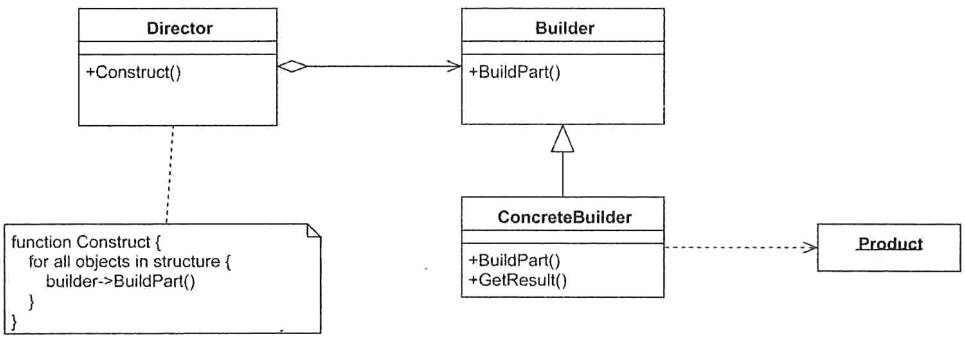 Director
+Construct()
Builder
+BuildPart()
ConcreteBuilder
+BuildPart()
+GetResult()
Product
function Construct {
for all objects in structure {
builder->BuildPart()
}
}